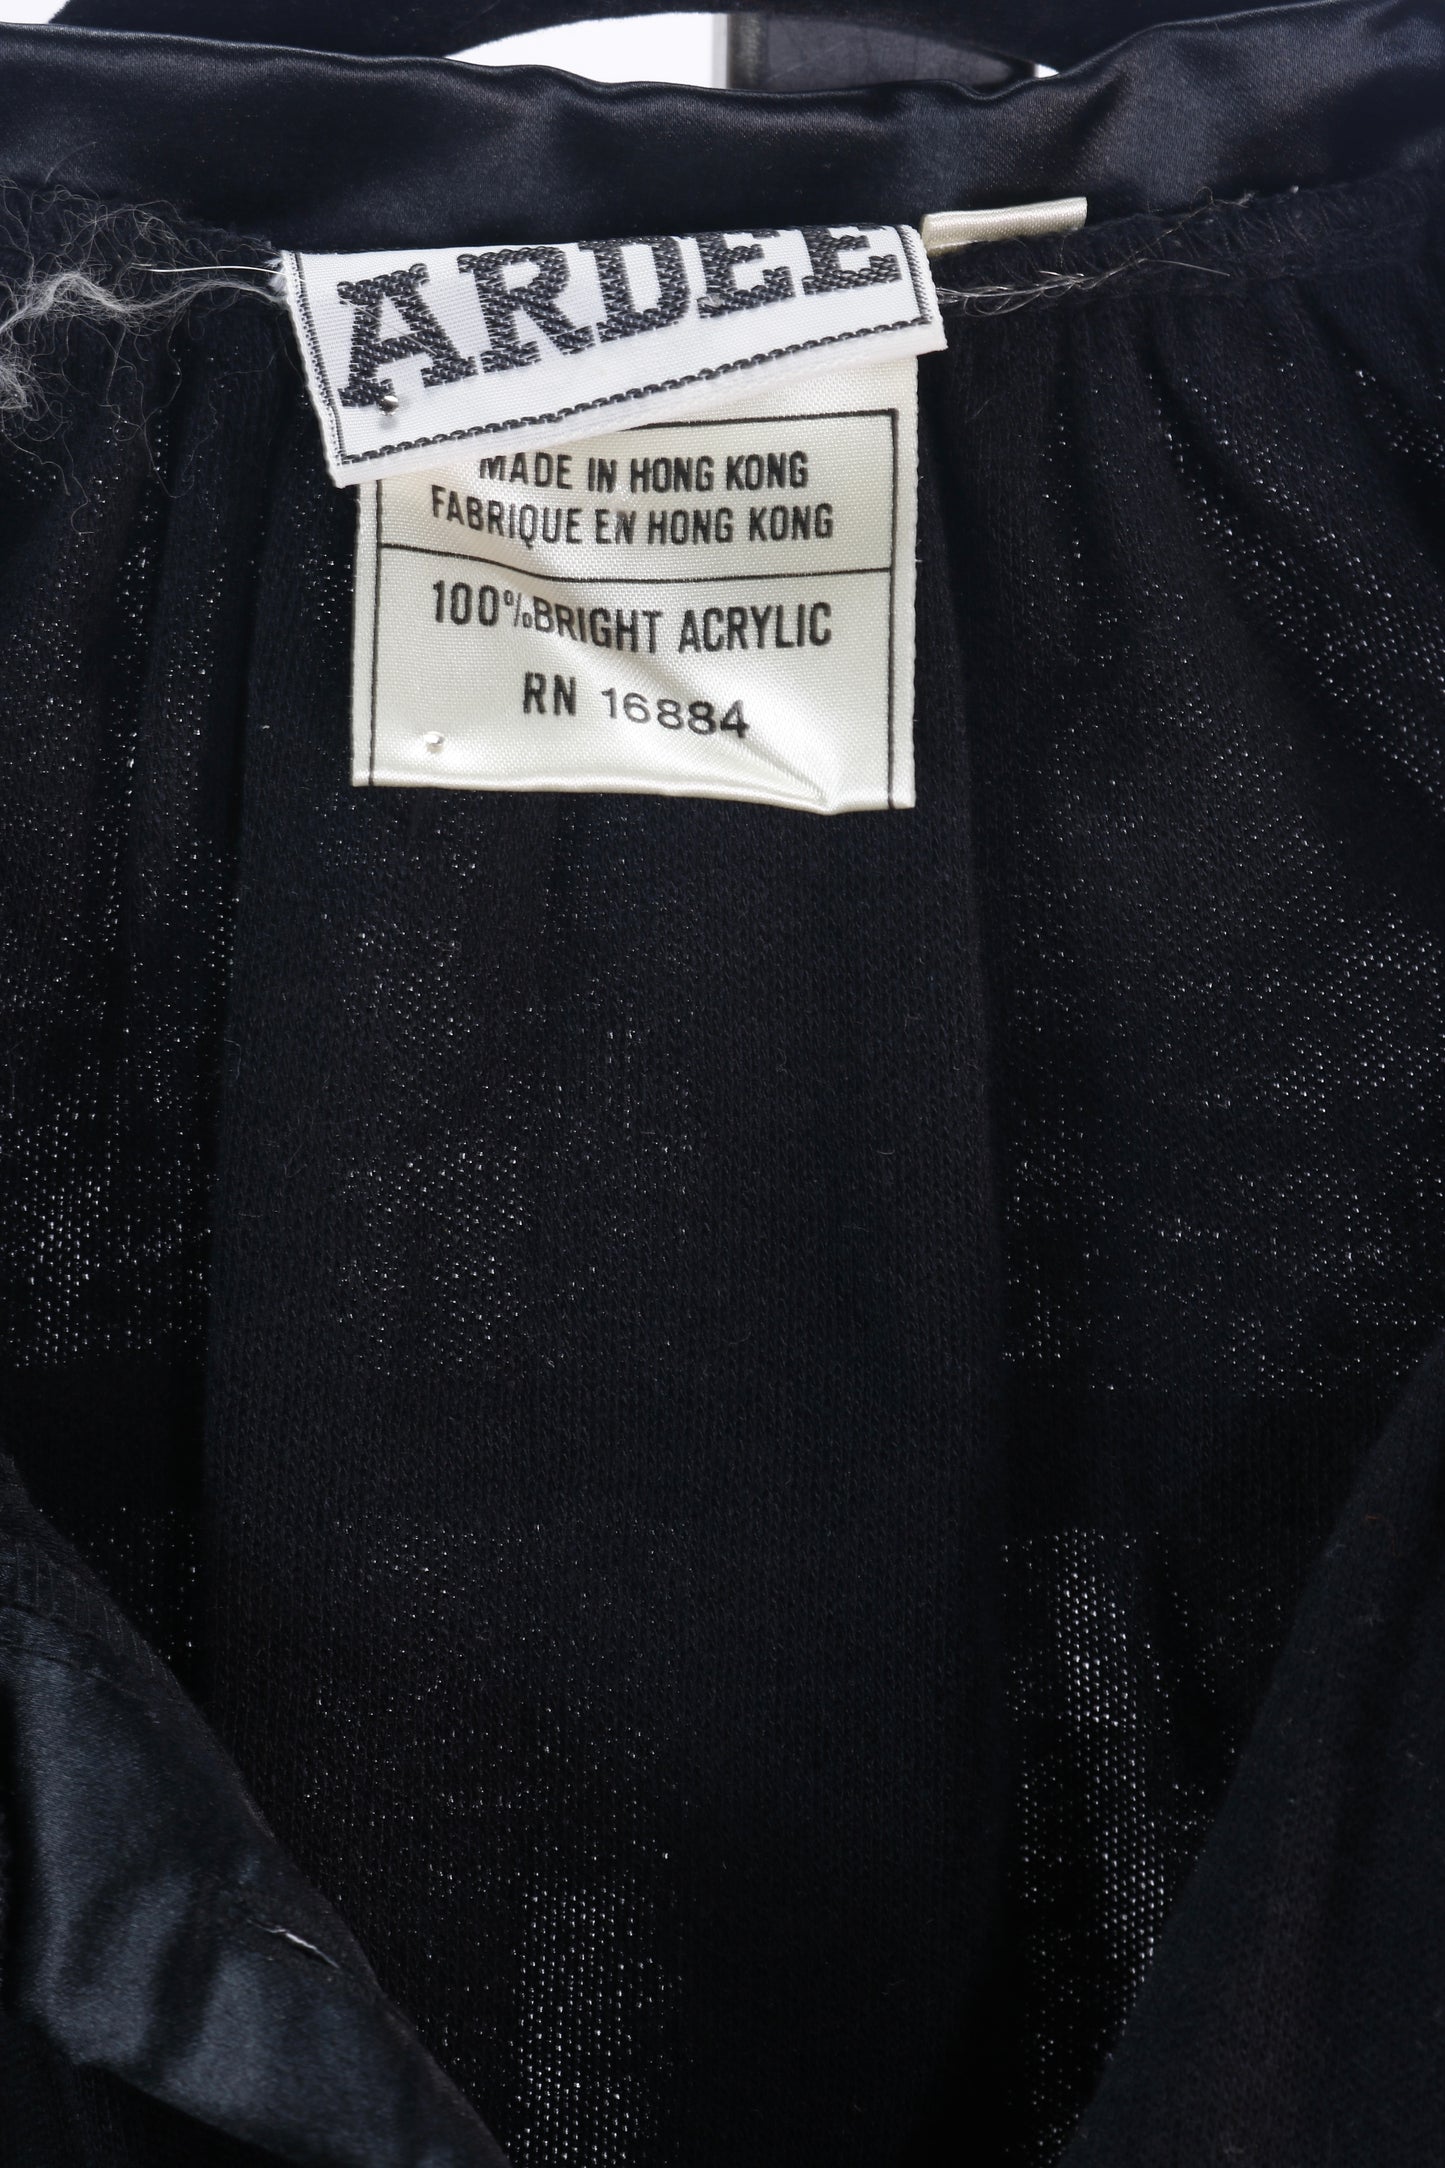 ARDEE
MADE IN HONG KONG
FABRIQUE EN HONG KONG
100% BRIGHT ACRYLIC
RN 16884